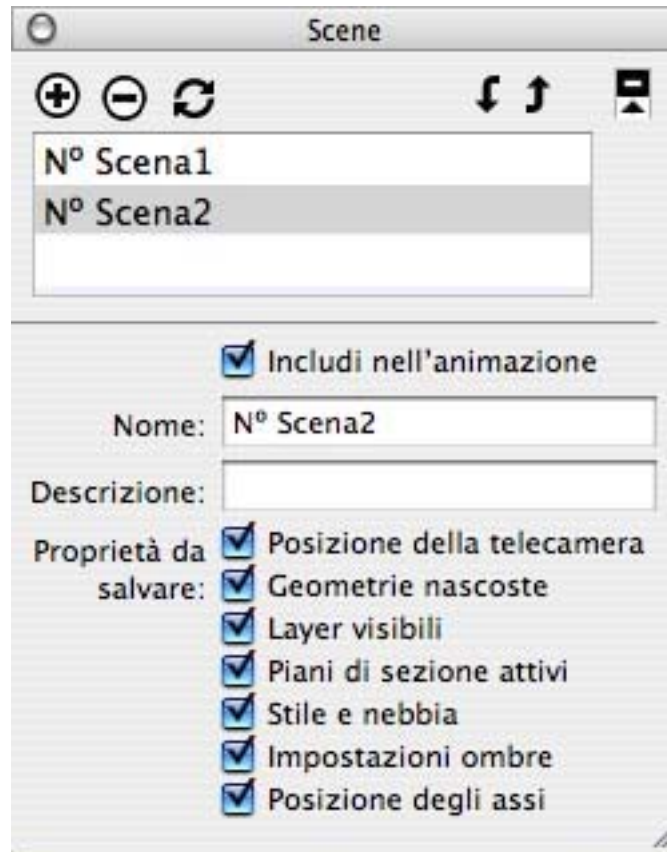 Scene
Nº Scena1
Nº Scena2
Includi nell'animazione
Nome: Nº Scena2
Descrizione:
Proprietà da salvare:
Posizione della telecamera
Geometrie nascoste
Layer visibili
Piani di sezione attivi
Stile e nebbia
Impostazioni ombre
Posizione degli assi